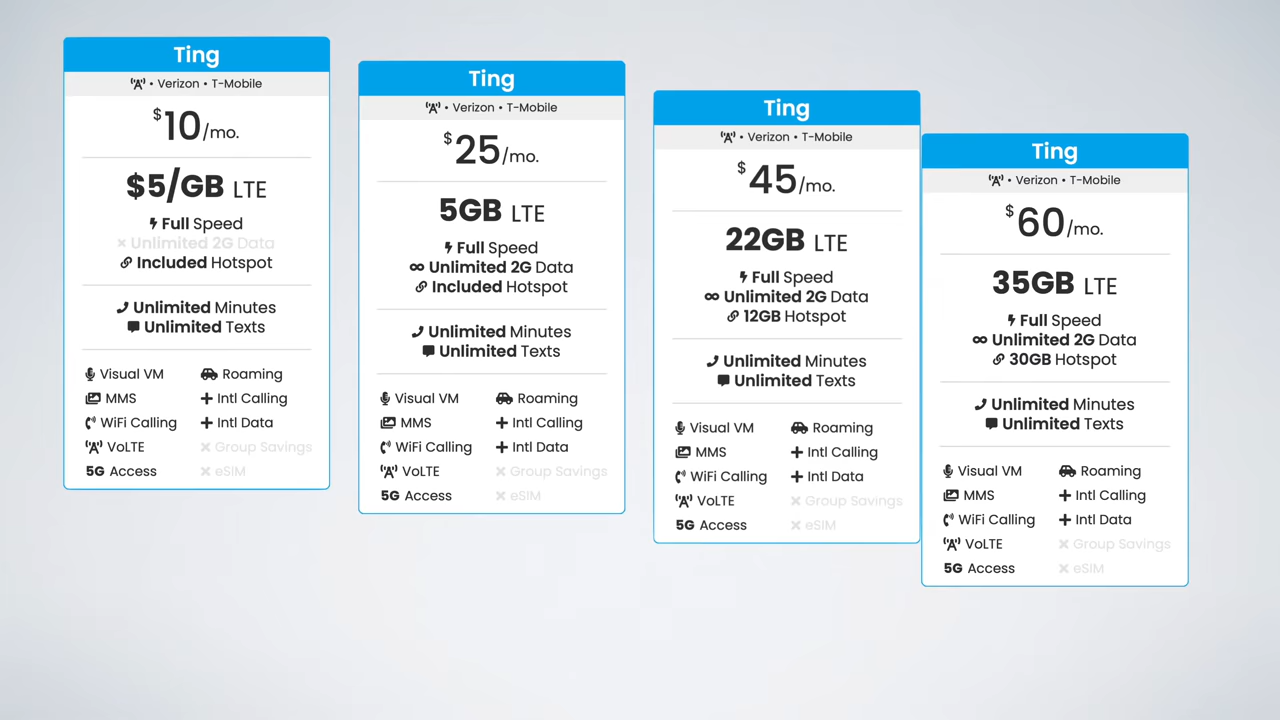 Ting
• Verizon • T-Mobile
$10/mo.
$5/GB LTE
Full Speed
× Unlimited 2G Data
Included Hotspot
Unlimited Minutes
Unlimited Texts
Visual VM
Roaming
MMS
+ Intl Calling
WiFi Calling
+ Intl Data
VoLTE
× Group Savings
5G Access
× eSIM
Ting
• Verizon • T-Mobile
$25/mo.
5GB LTE
Full Speed
∞ Unlimited 2G Data
Included Hotspot
Unlimited Minutes
Unlimited Texts
Visual VM
Roaming
MMS
+ Intl Calling
WiFi Calling
+ Intl Data
VoLTE
× Group Savings
5G Access
× eSIM
Ting
• Verizon • T-Mobile
$45/mo.
22GB LTE
Full Speed
∞ Unlimited 2G Data
12GB Hotspot
Unlimited Minutes
Unlimited Texts
Visual VM
Roaming
MMS
+ Intl Calling
WiFi Calling
+ Intl Data
VoLTE
× Group Savings
5G Access
× eSIM
Ting
• Verizon • T-Mobile
$60/mo.
35GB LTE
Full Speed
∞ Unlimited 2G Data
30GB Hotspot
Unlimited Minutes
Unlimited Texts
Visual VM
Roaming
MMS
+ Intl Calling
WiFi Calling
+ Intl Data
VoLTE
× Group Savings
5G Access
× eSIM